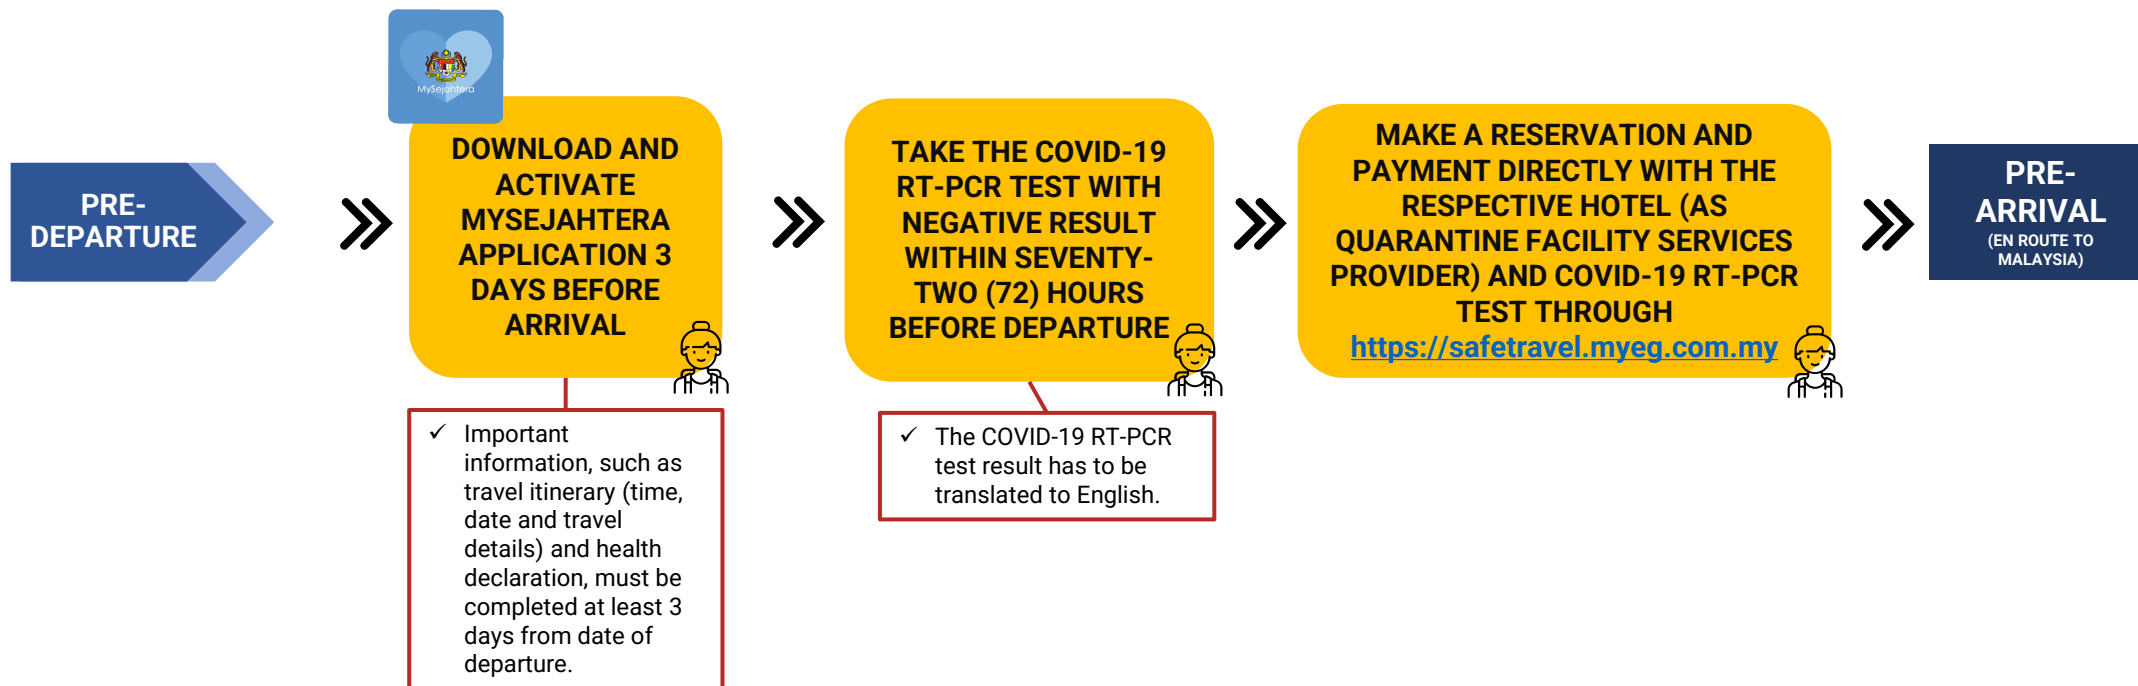 PRE-
DEPARTURE
MySejahtera
DOWNLOAD AND
ACTIVATE
MYSEJAHTERA
APPLICATION 3
DAYS BEFORE
ARRIVAL
✓ Important
information, such as
travel itinerary (time,
date and travel
details) and health
declaration, must be
completed at least 3
days from date of
departure.
TAKE THE COVID-19
RT-PCR TEST WITH
NEGATIVE RESULT
WITHIN SEVENTY-
TWO (72) HOURS
BEFORE DEPARTURE
✓ The COVID-19 RT-PCR
test result has to be
translated to English.
MAKE A RESERVATION AND
PAYMENT DIRECTLY WITH THE
RESPECTIVE HOTEL (AS
QUARANTINE FACILITY SERVICES
PROVIDER) AND COVID-19 RT-PCR
TEST THROUGH
https://safetravel.myeg.com.my
PRE-
ARRIVAL
(EN ROUTE TO
MALAYSIA)